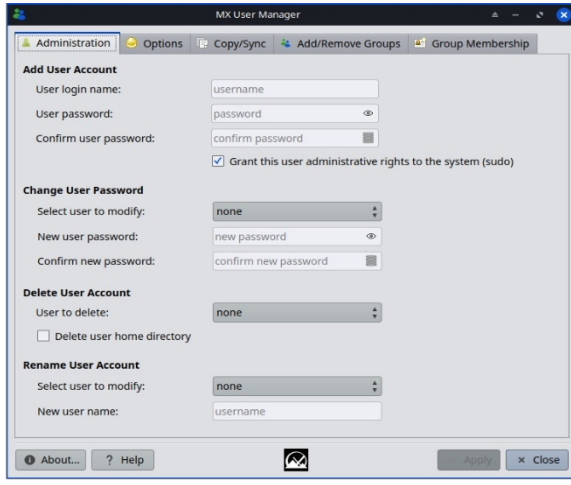 MX User Manager
Administration Options Copy/Sync Add/Remove Groups Group Membership
Add User Account
User login name: username
User password: password
Confirm user password: confirm password
Grant this user administrative rights to the system (sudo)
Change User Password
Select user to modify: none
New user password: new password
Confirm new password: confirm new password
Delete User Account
User to delete: none
Delete user home directory
Rename User Account
Select user to modify: none
New user name: username
About... ? Help Apply Close